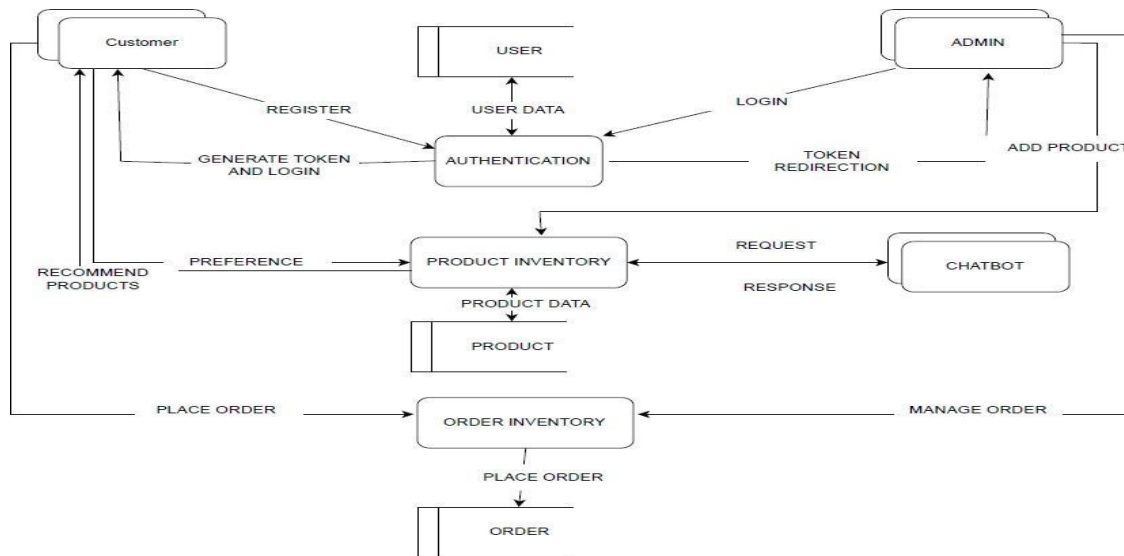 Customer
USER
ADMIN
REGISTER
USER DATA
LOGIN
GENERATE TOKEN
AND LOGIN
AUTHENTICATION
TOKEN
REDIRECTION
ADD PRODUCT
RECOMMEND
PRODUCTS
PREFERENCE
PRODUCT INVENTORY
REQUEST
RESPONSE
CHATBOT
PRODUCT DATA
PRODUCT
PLACE ORDER
ORDER INVENTORY
MANAGE ORDER
PLACE ORDER
ORDER